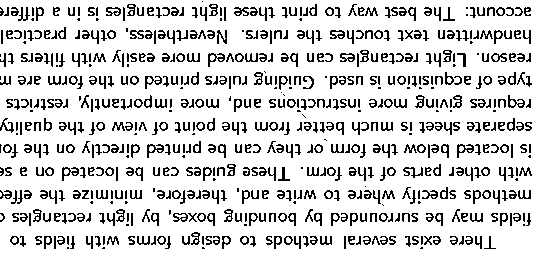 There exist several methods to design forms with fields to
fields may be surrounded by bounding boxes, by light rectangles o
methods specify where to write and, therefore, minimize the effe
with other parts of the form. These guides can be located on a se
is located below the form or they can be printed directly on the fo
separate sheet is much better from the point of view of the quality
requires giving more instructions and, more importantly, restricts
type of acquisition is used. Guiding rulers printed on the form are m
reason. Light rectangles can be removed more easily with filters th
handwritten text touches the rulers. Nevertheless, other practical
account: The best way to print these light rectangles is in a differe